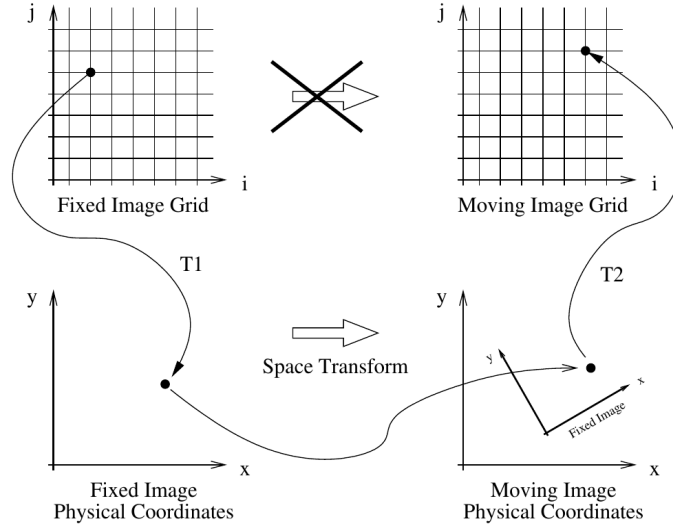 j
j
i
i
Fixed Image Grid
Moving Image Grid
T1
T2
y
y
Space Transform
y
x
Fixed Image
x
x
Fixed Image
Physical Coordinates
Moving Image
Physical Coordinates